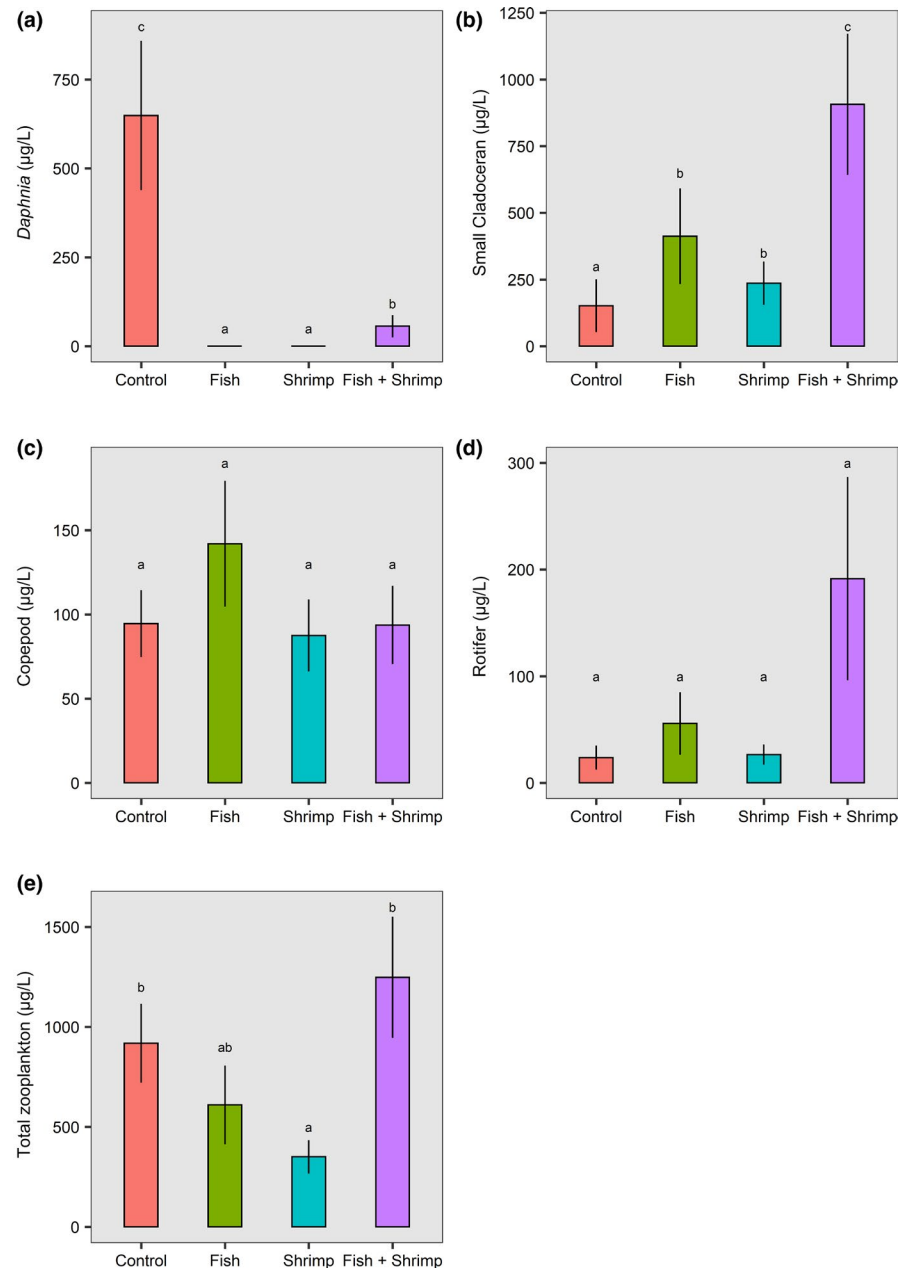 (a)
Daphnia (µg/L)
750
500
250
0
c
a
a
b
Control Fish Shrimp Fish + Shrimp
(b)
Small Cladoceran (µg/L)
1250
1000
750
500
250
0
a
b
b
c
Control Fish Shrimp Fish + Shrimp
(c)
Copepod (µg/L)
150
100
50
0
a
a
a
a
Control Fish Shrimp Fish + Shrimp
(d)
Rotifer (µg/L)
300
200
100
0
a
a
a
a
Control Fish Shrimp Fish + Shrimp
(e)
Total zooplankton (µg/L)
1500
1000
500
0
b
ab
a
b
Control Fish Shrimp Fish + Shrimp